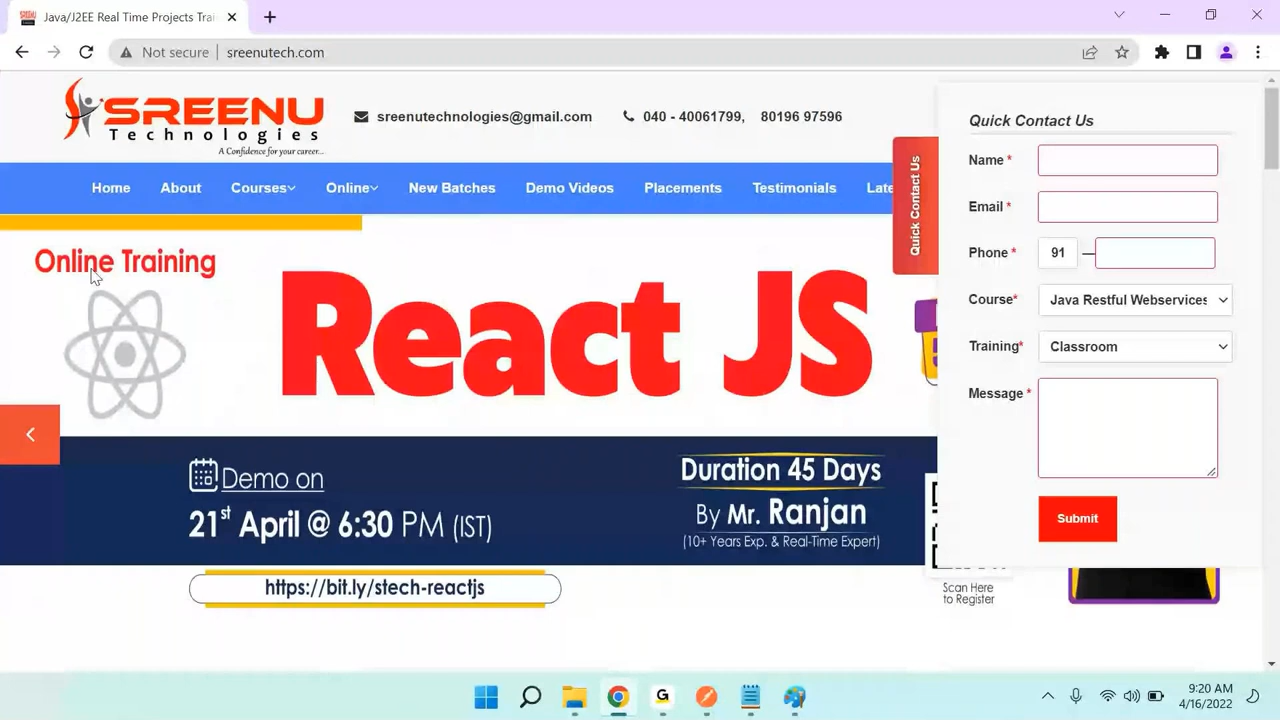 Java/J2EE Real Time Projects Trai
Not secure
sreenutech.com
SREENU
Technologies
A Confidence for your career...
sreenutechnologies@gmail.com
040 - 40061799, 80196 97596
Home About Courses Online New Batches Demo Videos Placements Testimonials Late
Quick Contact Us
Quick Contact Us
Name *
Email *
Phone * 91 —
Course* Java Restful Webservices
Training* Classroom
Message *
Submit
Online Training
React JS
Demo on
21st April @ 6:30 PM (IST)
Duration 45 Days
By Mr. Ranjan
(10+ Years Exp. & Real-Time Expert)
https://bit.ly/stech-reactjs
Scan Here
to Register
G
9:20 AM
4/16/2022